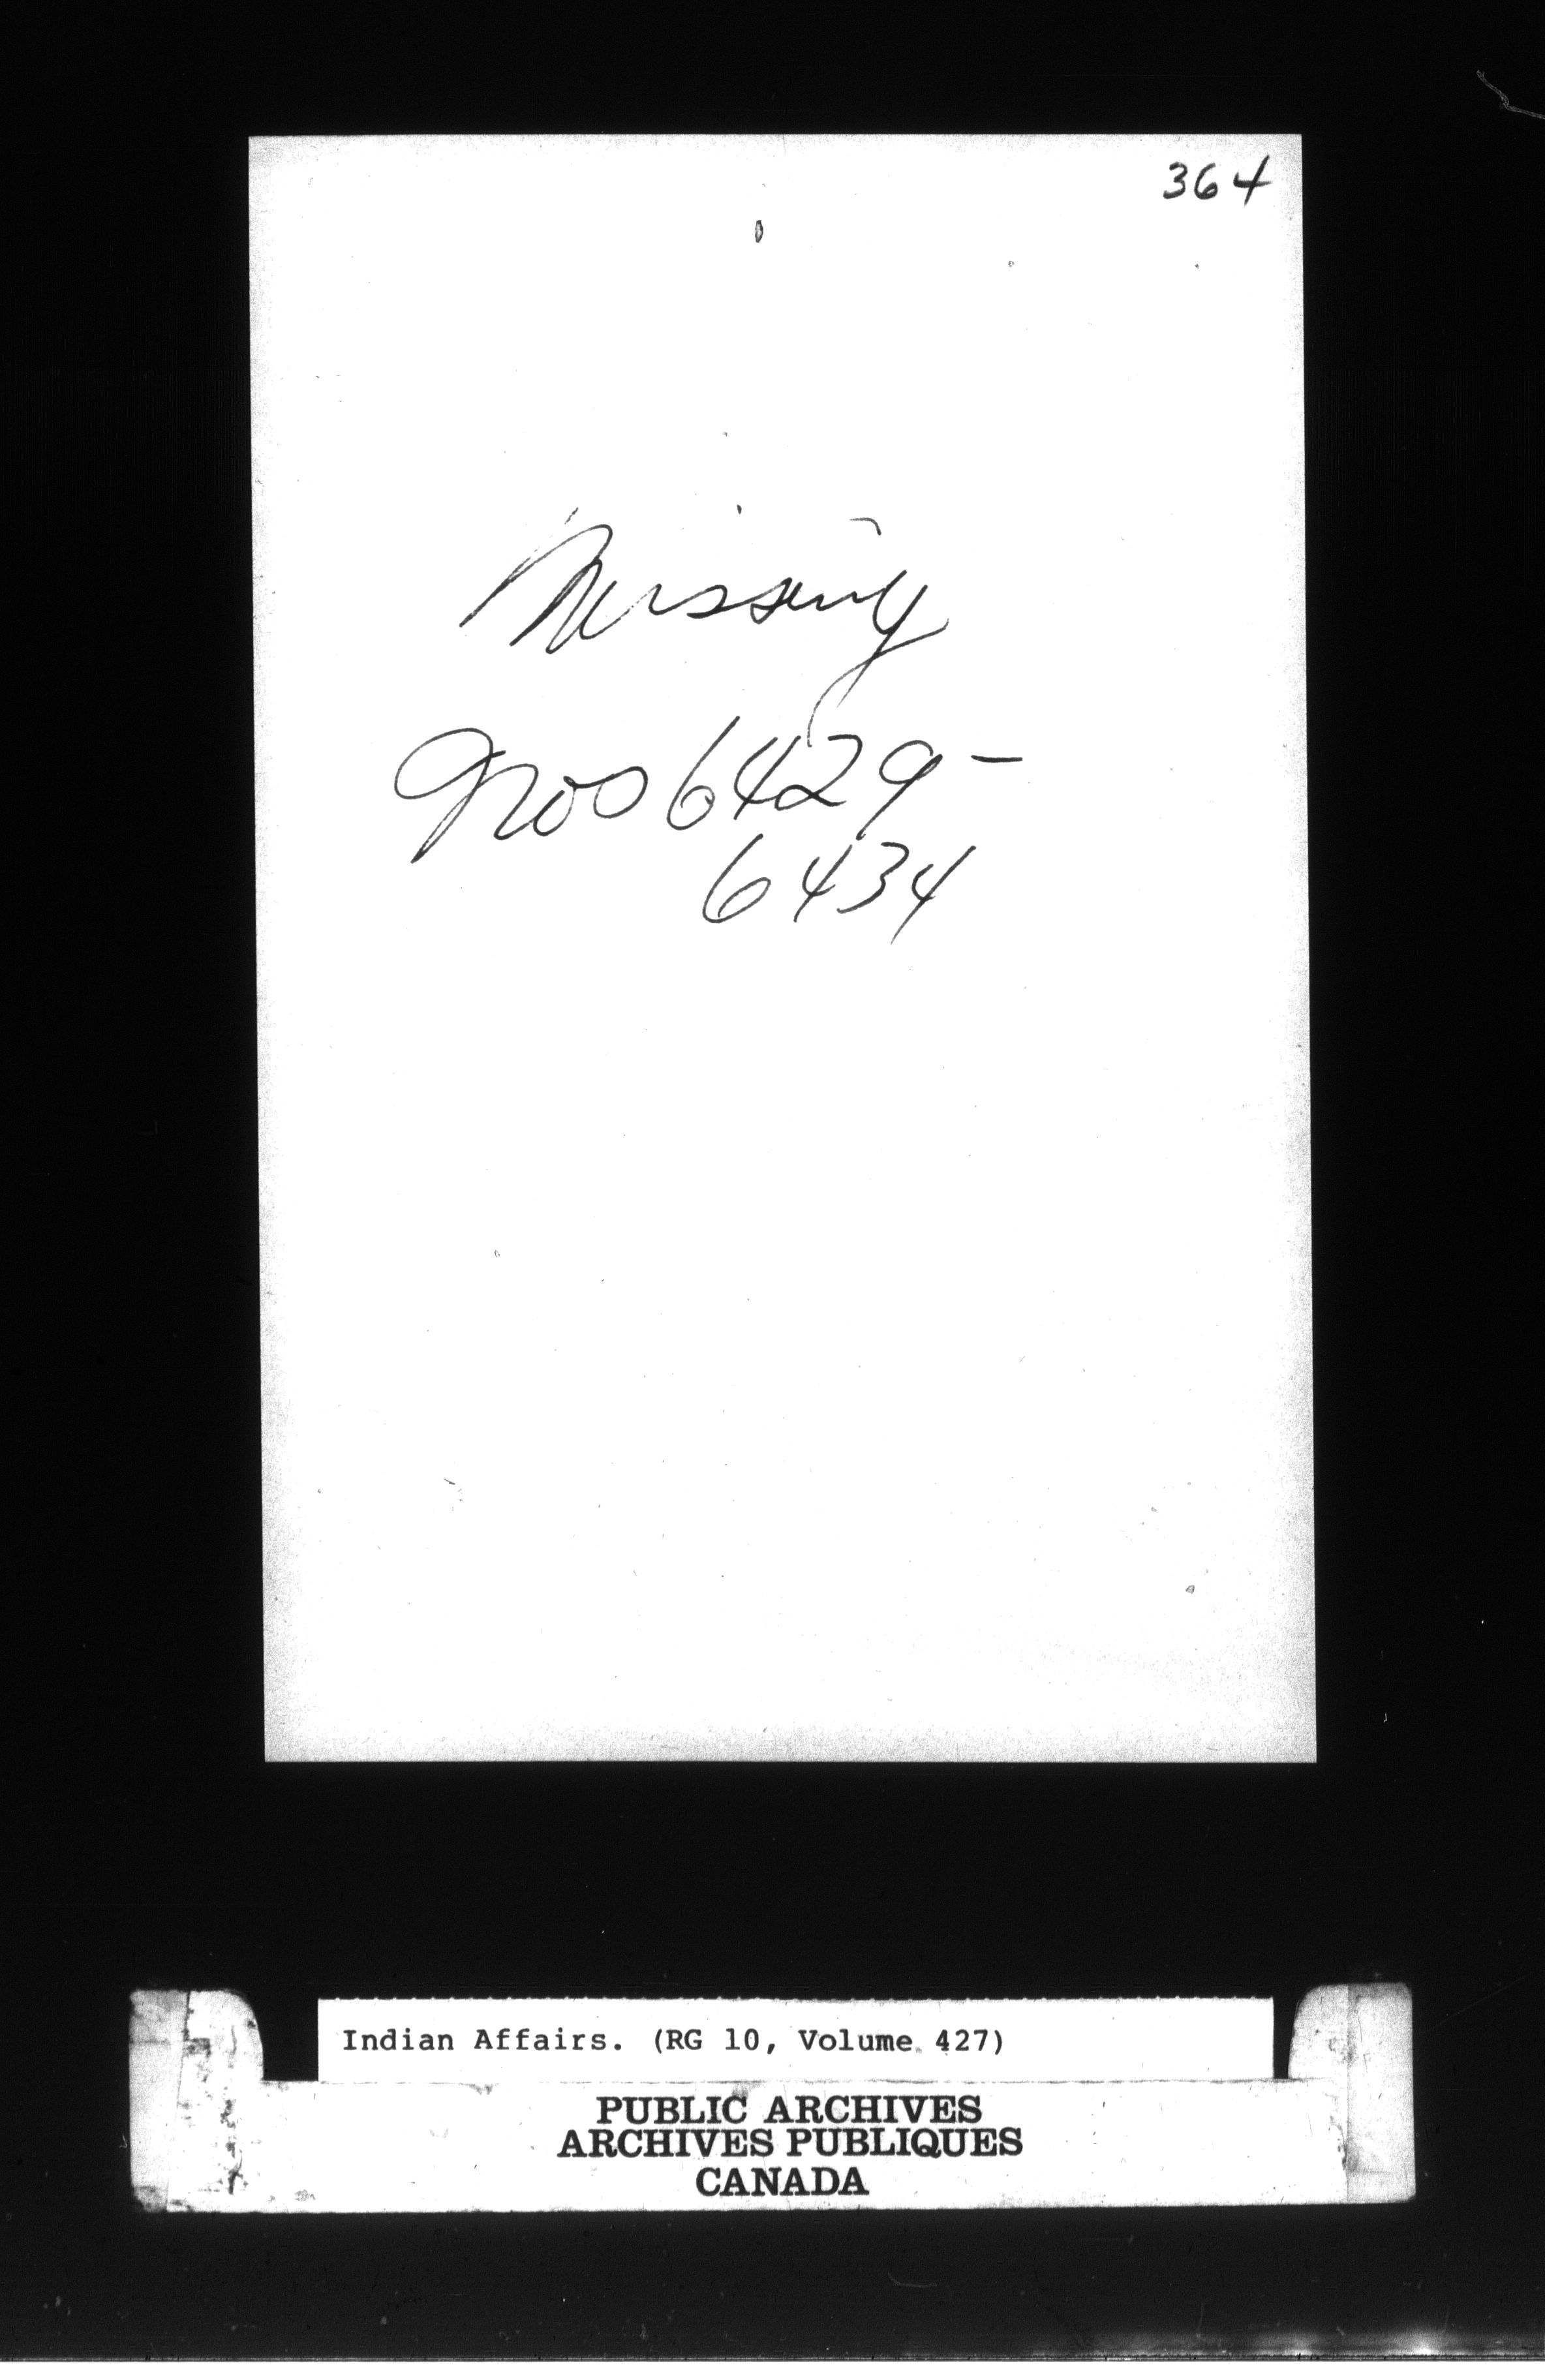 364
Missing
Nos 6429-
6434
Indian Affairs. (RG 10, Volume 427)
PUBLIC ARCHIVES
ARCHIVES PUBLIQUES
CANADA